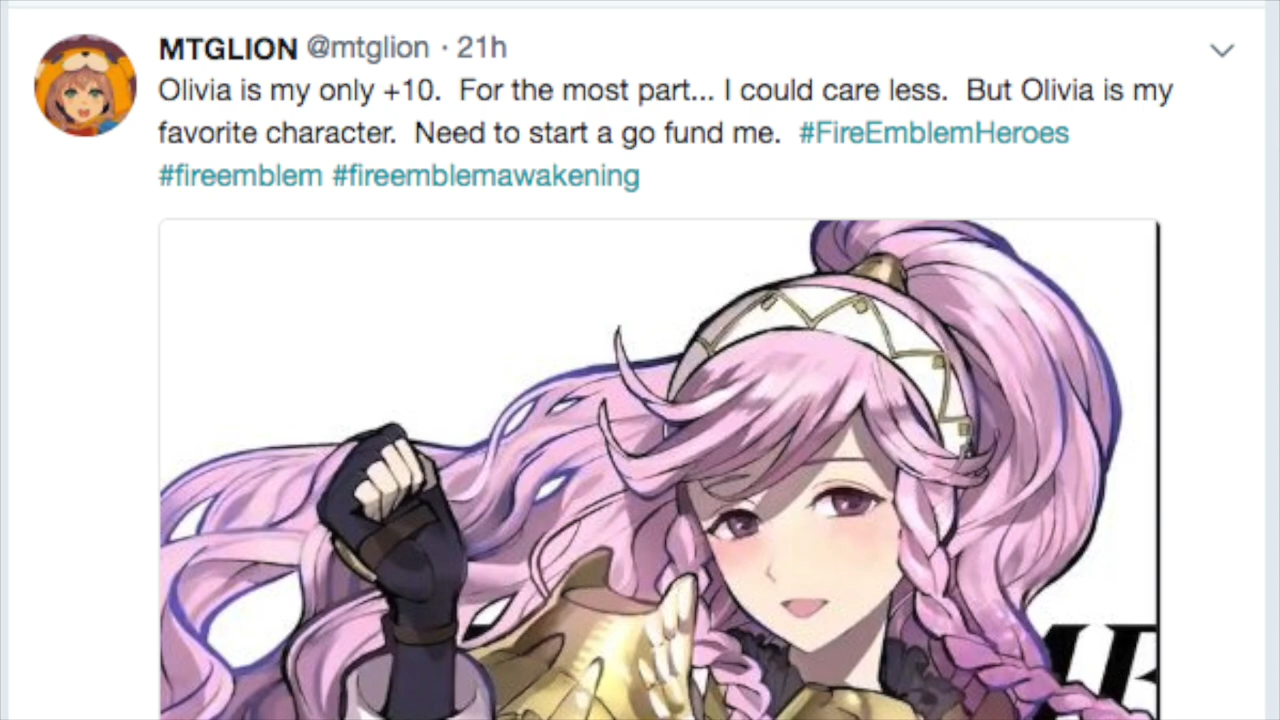 MTGLION @mtglion · 21h
Olivia is my only +10.  For the most part... I could care less.  But Olivia is my
favorite character.  Need to start a go fund me.  #FireEmblemHeroes
#fireemblem #fireemblemawakening